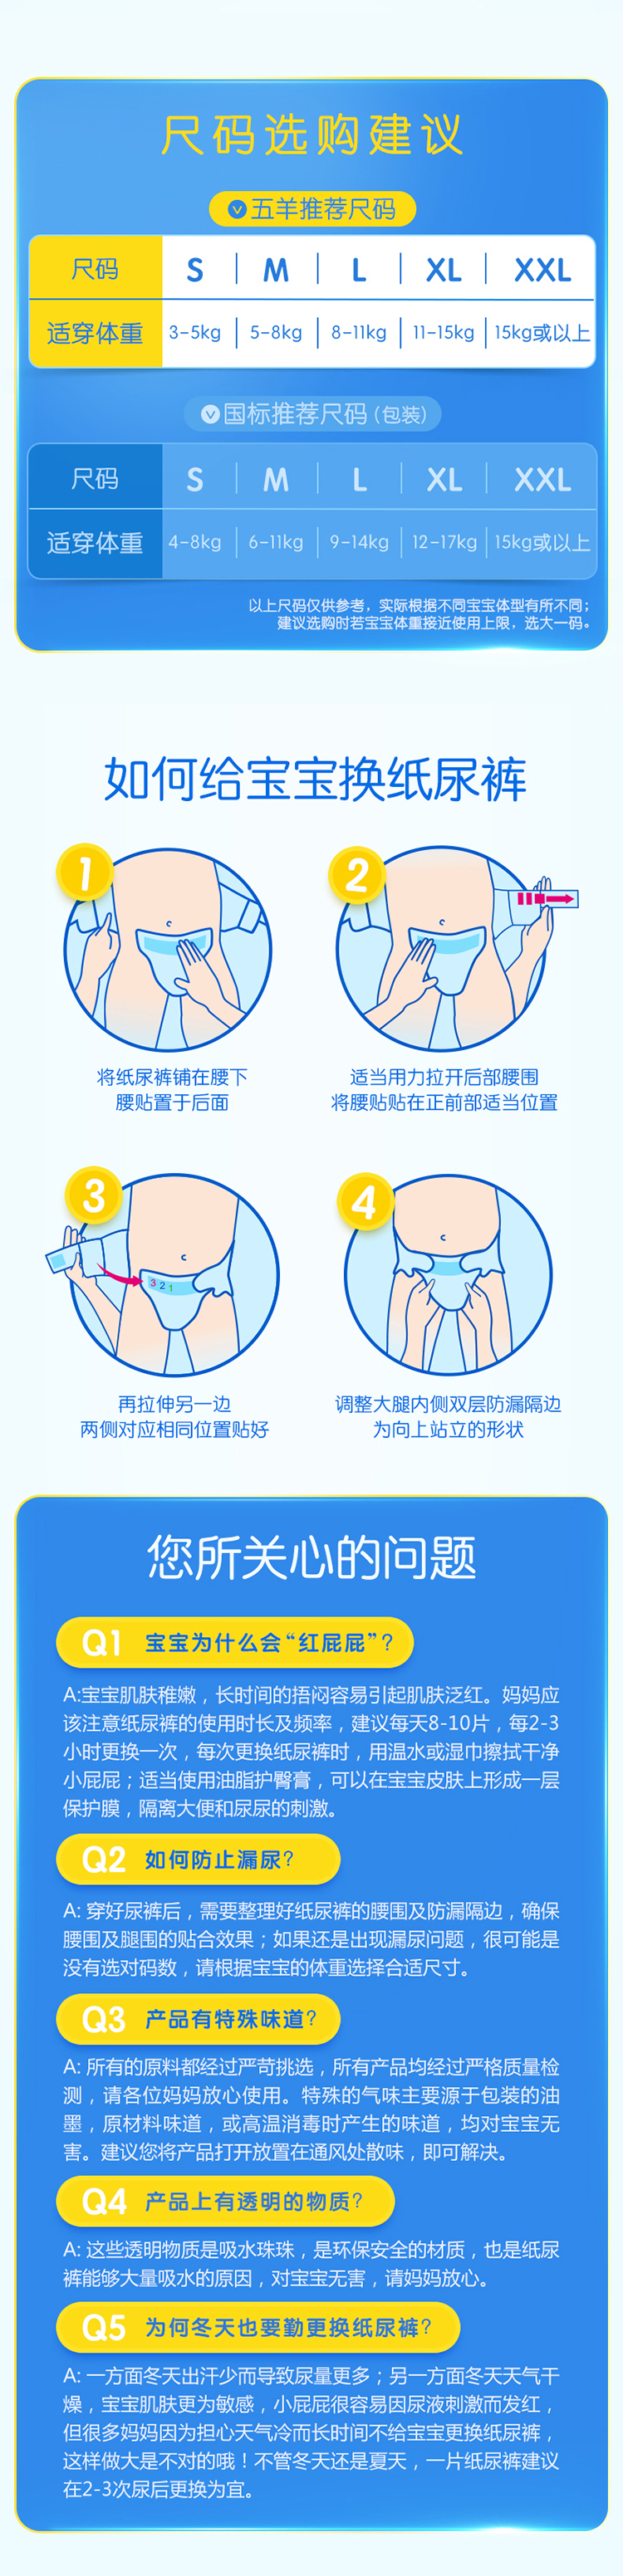 尺码选购建议
五羊推荐尺码
尺码 S M L XL XXL
适穿体重 3-5kg 5-8kg 8-11kg 11-15kg 15kg或以上
国标推荐尺码(包装)
尺码 S M L XL XXL
适穿体重 4-8kg 6-11kg 9-14kg 12-17kg 15kg或以上
以上尺码仅供参考，实际根据不同宝宝体型有所不同；
建议选购时若宝宝体重接近使用上限，选大一码。
如何给宝宝换纸尿裤
1
2
将纸尿裤铺在腰下
腰贴置于后面
适当用力拉开后部腰围
将腰贴贴在正前部适当位置
3
3 2 1
4
再拉伸另一边
两侧对应相同位置贴好
调整大腿内侧双层防漏隔边
为向上站立的形状
您所关心的问题
Q1 宝宝为什么会“红屁屁”？
A:宝宝肌肤稚嫩，长时间的捂闷容易引起肌肤泛红。妈妈应
该注意纸尿裤的使用时长及频率，建议每天8-10片，每2-3
小时更换一次，每次更换纸尿裤时，用温水或湿巾擦拭干净
小屁屁；适当使用油脂护臀膏，可以在宝宝皮肤上形成一层
保护膜，隔离大便和尿尿的刺激。
Q2 如何防止漏尿？
A: 穿好尿裤后，需要整理好纸尿裤的腰围及防漏隔边，确保
腰围及腿围的贴合效果；如果还是出现漏尿问题，很可能是
没有选对码数，请根据宝宝的体重选择合适尺寸。
Q3 产品有特殊味道？
A: 所有的原料都经过严苛挑选，所有产品均经过严格质量检
测，请各位妈妈放心使用。特殊的气味主要源于包装的油
墨，原材料味道，或高温消毒时产生的味道，均对宝宝无
害。建议您将产品打开放置在通风处散味，即可解决。
Q4 产品上有透明的物质？
A: 这些透明物质是吸水珠珠，是环保安全的材质，也是纸尿
裤能够大量吸水的原因，对宝宝无害，请妈妈放心。
Q5 为何冬天也要勤更换纸尿裤？
A: 一方面冬天出汗少而导致尿量更多；另一方面冬天天气干
燥，宝宝肌肤更为敏感，小屁屁很容易因尿液刺激而发红，
但很多妈妈因为担心天气冷而长时间不给宝宝更换纸尿裤，
这样做大是不对的哦！不管冬天还是夏天，一片纸尿裤建议
在2-3次尿后更换为宜。